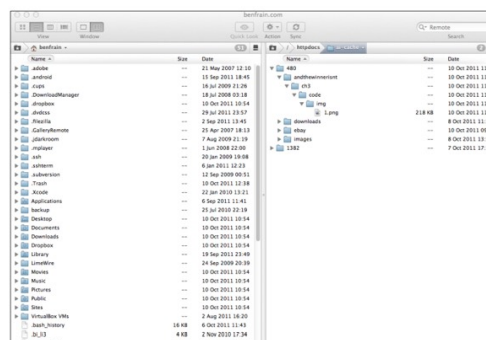 benfrain.com
View Window Quick Look Action Sync Remote Search
benfrain / httpdocs
Name Size Date
.adobe -- 21 May 2007 12:10
.android -- 15 Sep 2011 18:45
.cups -- 16 Jul 2009 21:26
.DownloadManager -- 18 Jul 2008 03:18
.dropbox -- 10 Oct 2011 10:54
.dvdcss -- 29 Jul 2011 23:57
.filezilla -- 2 Sep 2011 13:45
.GalleryRemote -- 25 Apr 2007 18:13
.jdarkroom -- 7 Aug 2009 21:19
.mplayer -- 1 Jun 2008 22:00
.ssh -- 20 Jan 2009 19:08
.sshterm -- 6 Jan 2011 12:23
.subversion -- 12 Sep 2009 00:51
.Trash -- 10 Oct 2011 12:38
.Xcode -- 22 Jan 2010 13:21
Applications -- 6 Sep 2011 11:41
backup -- 25 Jul 2010 22:19
Desktop -- 10 Oct 2011 10:54
Documents -- 10 Oct 2011 10:54
Downloads -- 10 Oct 2011 10:54
Dropbox -- 10 Oct 2011 10:54
Library -- 19 Sep 2011 23:49
LimeWire -- 24 Sep 2009 20:39
Movies -- 10 Oct 2011 10:54
Music -- 10 Oct 2011 10:54
Pictures -- 10 Oct 2011 10:54
Public -- 10 Oct 2011 10:54
Sites -- 10 Oct 2011 10:54
VirtualBox VMs -- 2 Aug 2011 16:20
.bash_history 16 KB 6 Oct 2011 11:43
4 KB 2 Nov 2010 17:34
Name Size Date
480 -- 10 Oct 2011
andthewinnerisnt -- 10 Oct 2011
ch3 -- 10 Oct 2011
code -- 10 Oct 2011
img -- 10 Oct 2011
1.png 218 KB 10 Oct 2011
downloads -- 8 Oct 2011
ebay -- 10 Oct 2011
images -- 8 Oct 2011
1382 -- 7 Oct 2011